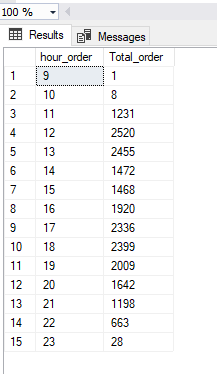 100 %
Results Messages
hour_order Total_order
1 9 1
2 10 8
3 11 1231
4 12 2520
5 13 2455
6 14 1472
7 15 1468
8 16 1920
9 17 2336
10 18 2399
11 19 2009
12 20 1642
13 21 1198
14 22 663
15 23 28